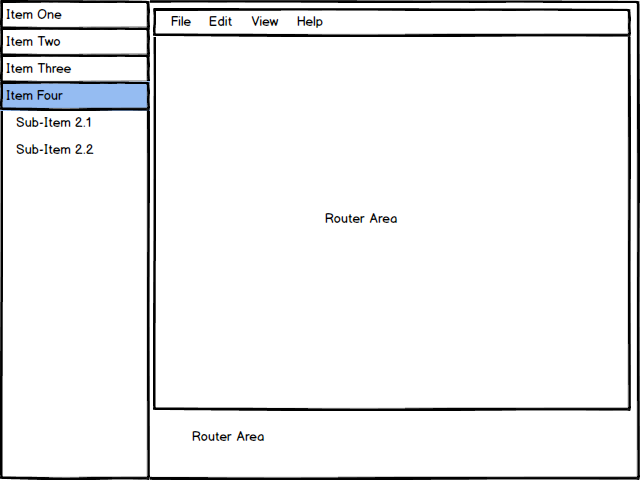 Item One
Item Two
Item Three
Item Four
Sub-Item 2.1
Sub-Item 2.2
File Edit View Help
Router Area
Router Area